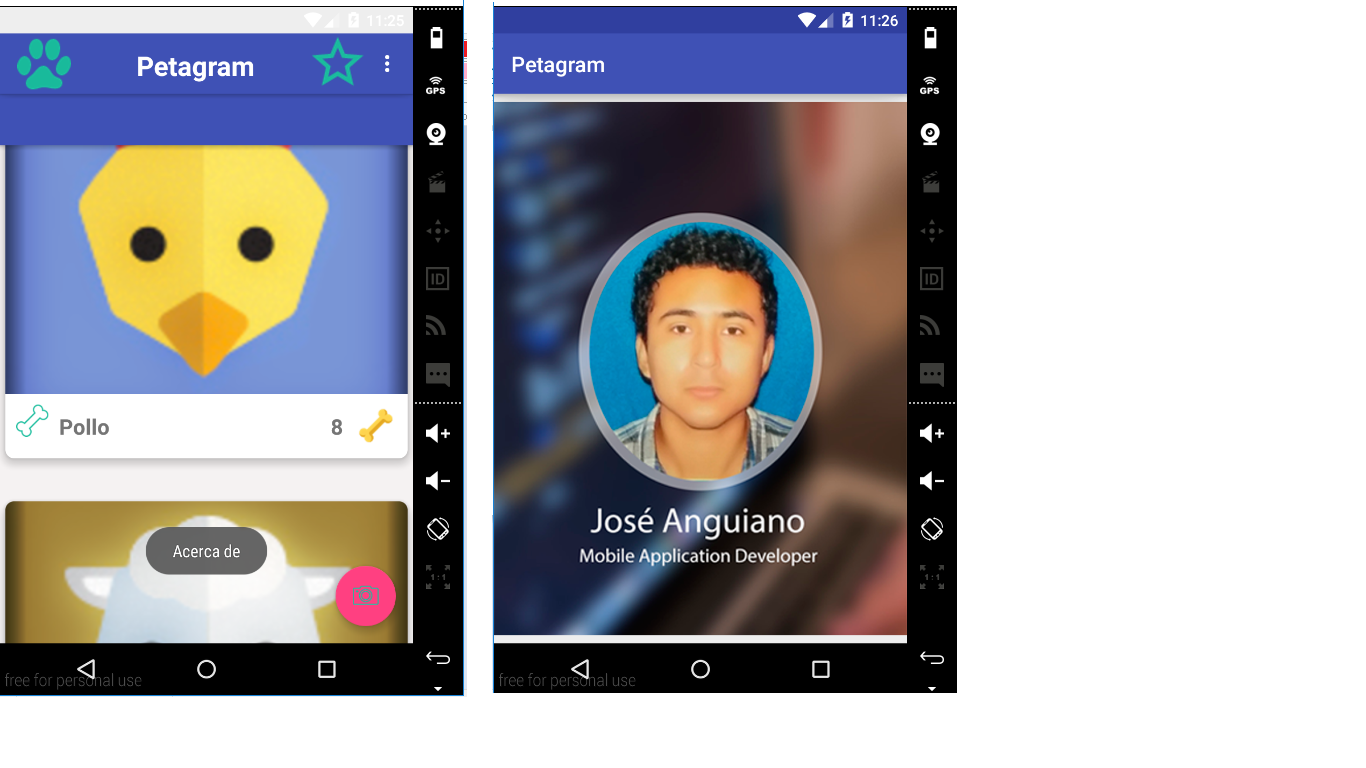 11:25
Petagram
GPS
ID
Pollo
8
Acerca de
1:1
free for personal use
11:26
Petagram
GPS
ID
José Anguiano
Mobile Application Developer
1:1
free for personal use